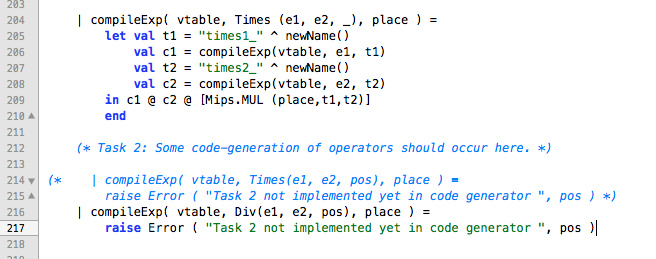 203
204 | compileExp( vtable, Times (e1, e2, _), place ) =
205 let val t1 = "times1_" ^ newName()
206 val c1 = compileExp(vtable, e1, t1)
207 val t2 = "times2_" ^ newName()
208 val c2 = compileExp(vtable, e2, t2)
209 in c1 @ c2 @ [Mips.MUL (place,t1,t2)]
210 end
211
212 (* Task 2: Some code-generation of operators should occur here. *)
213
214 (* | compileExp( vtable, Times(e1, e2, pos), place ) =
215 raise Error ( "Task 2 not implemented yet in code generator ", pos ) *)
216 | compileExp( vtable, Div(e1, e2, pos), place ) =
217 raise Error ( "Task 2 not implemented yet in code generator ", pos )
218